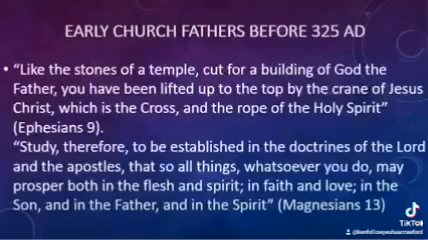 EARLY CHURCH FATHERS BEFORE 325 AD
• “Like the stones of a temple, cut for a building of God the
Father, you have been lifted up to the top by the crane of Jesus
Christ, which is the Cross, and the rope of the Holy Spirit”
(Ephesians 9).
“Study, therefore, to be established in the doctrines of the Lord
and the apostles, that so all things, whatsoever you do, may
prosper both in the flesh and spirit; in faith and love; in the
Son, and in the Father, and in the Spirit” (Magnesians 13)
TikTok